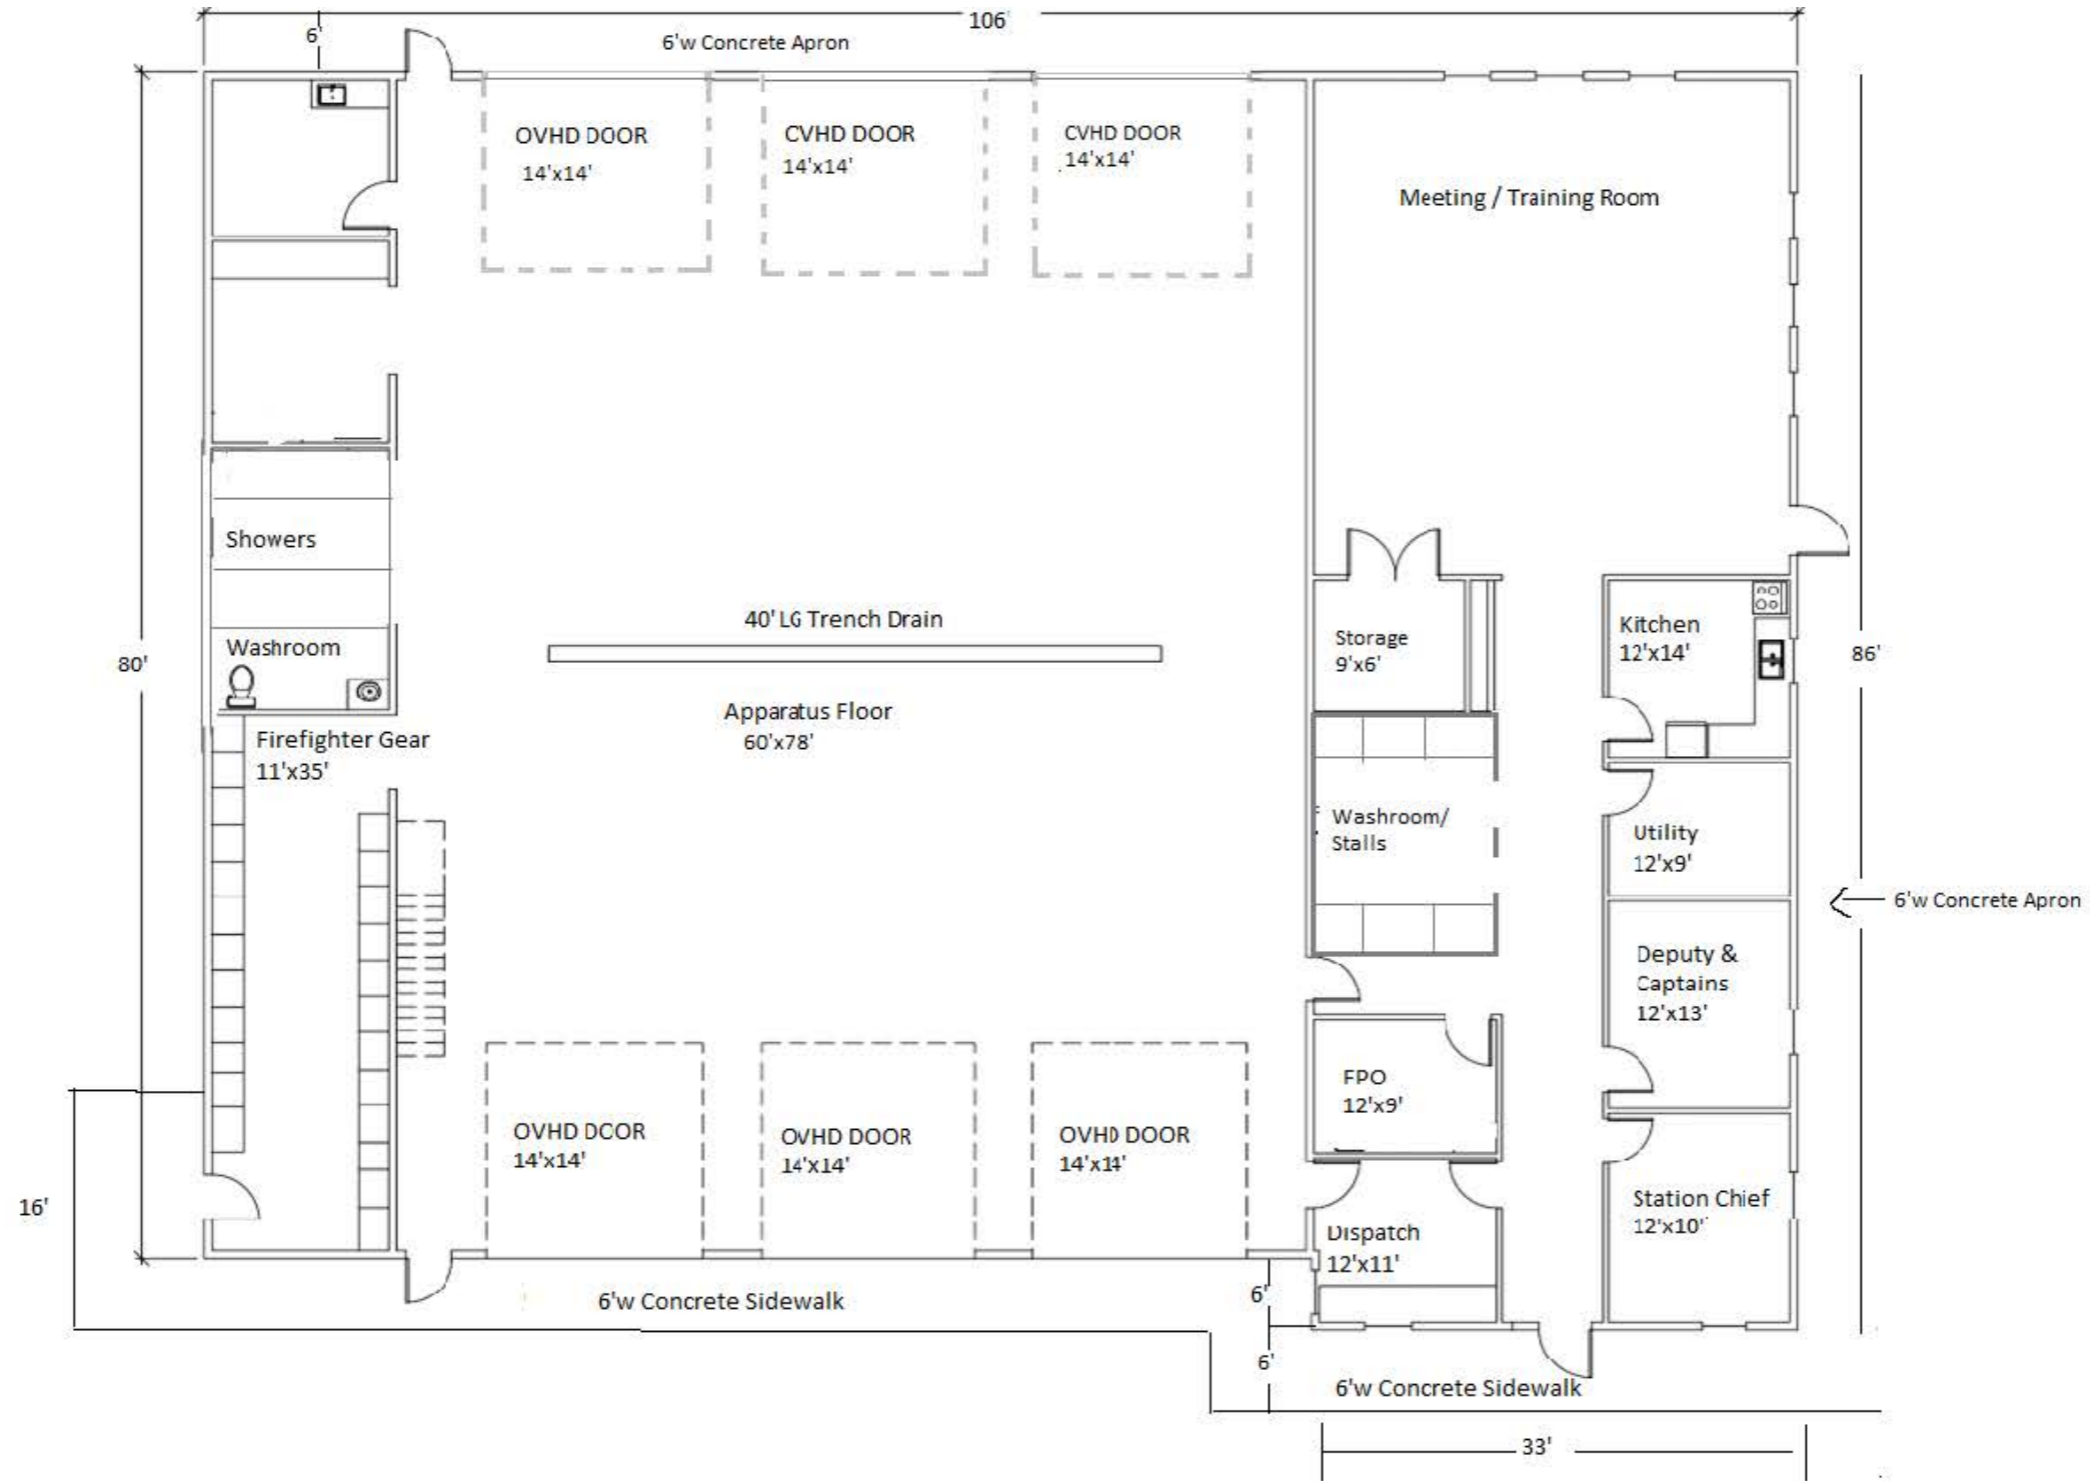 106'
6'
6'w Concrete Apron
OVHD DOOR
14'x14'
CVHD DOOR
14'x14'
CVHD DOOR
14'x14'
Meeting / Training Room
Showers
Washroom
40' LG Trench Drain
Storage
9'x6'
Kitchen
12'x14'
80'
86'
Apparatus Floor
60'x78'
Firefighter Gear
11'x35'
Washroom/
Stalls
Utility
12'x9'
6'w Concrete Apron
Deputy &
Captains
12'x13'
FPO
12'x9'
OVHD DOOR
14'x14'
OVHD DOOR
14'x14'
OVHD DOOR
14'x14'
16'
Station Chief
12'x10'
Dispatch
12'x11'
6'w Concrete Sidewalk
6'
6'
6'w Concrete Sidewalk
33'